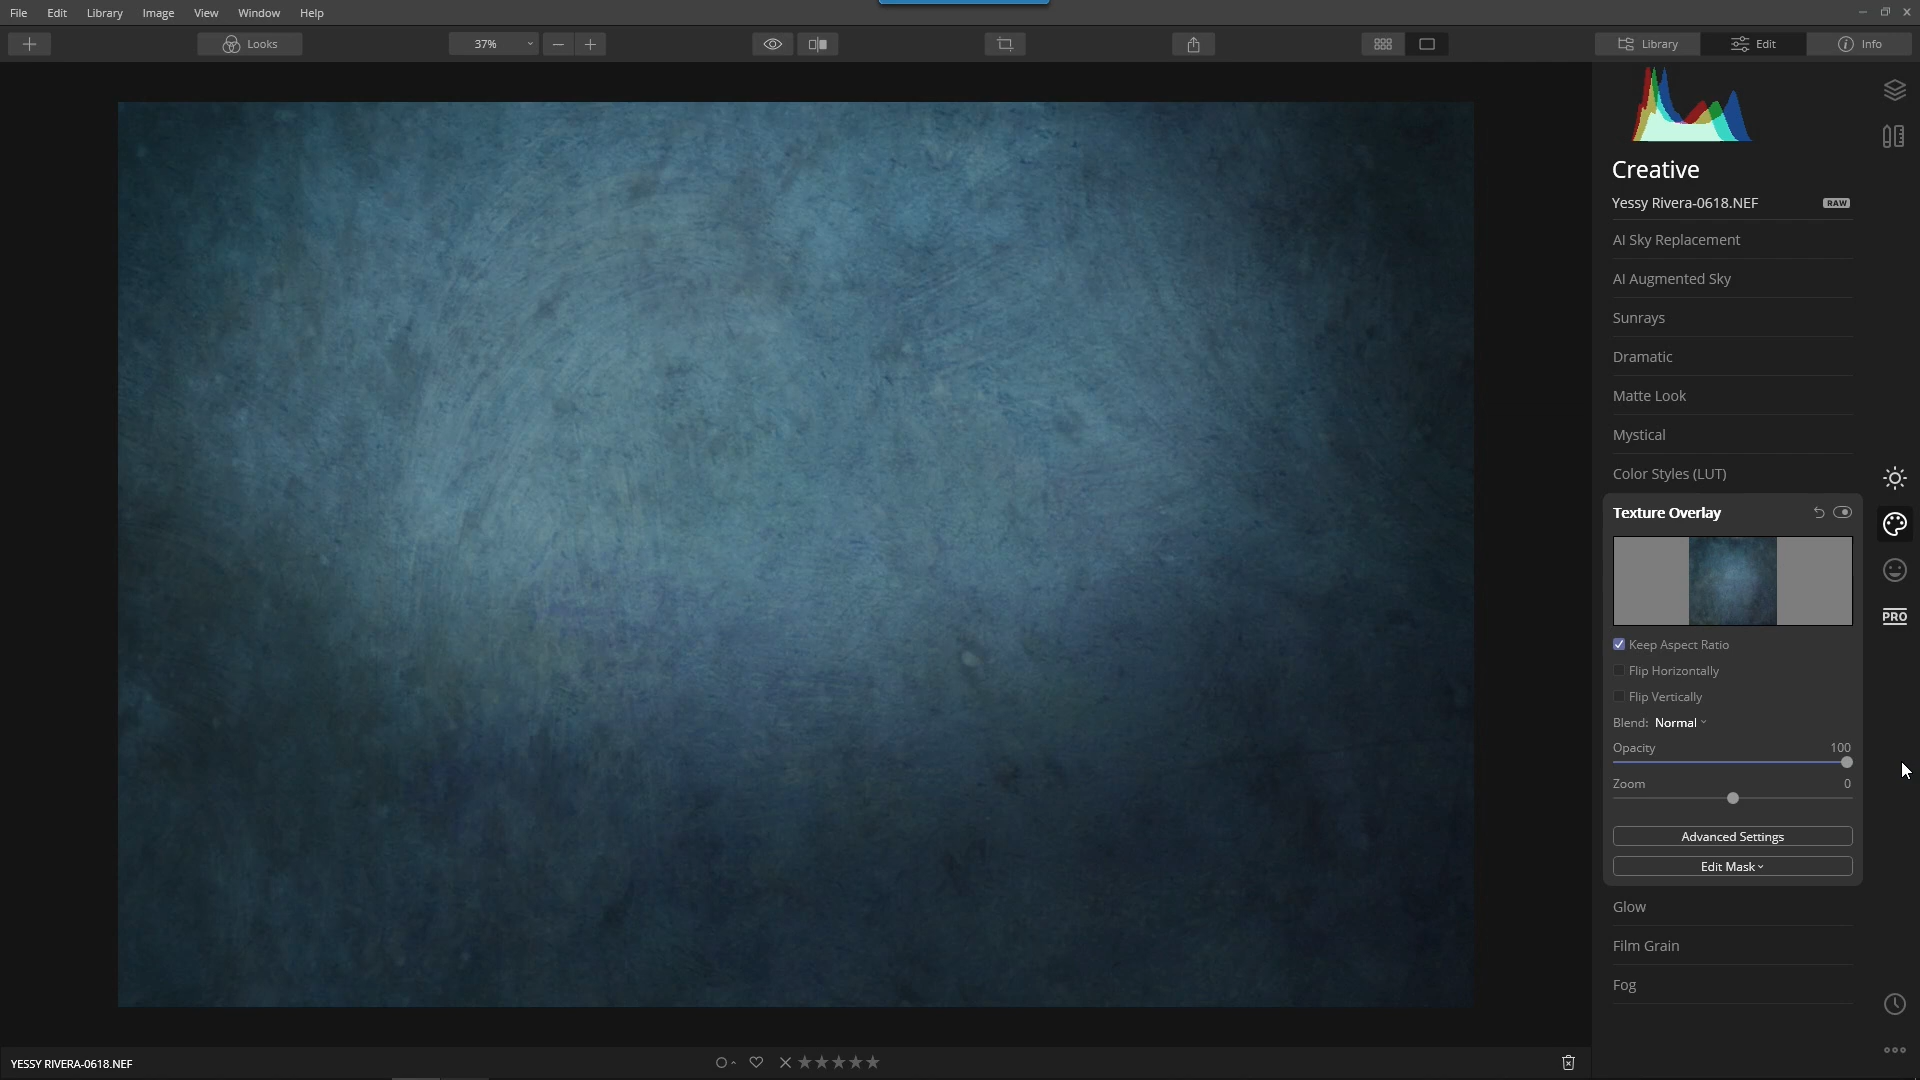 File Edit Library Image View Window Help
Looks 37% Library Edit Info
Creative
Yessy Rivera-0618.NEF RAW
AI Sky Replacement
AI Augmented Sky
Sunrays
Dramatic
Matte Look
Mystical
Color Styles (LUT)
Texture Overlay
PRO
Keep Aspect Ratio
Flip Horizontally
Flip Vertically
Blend: Normal
Opacity 100
Zoom 0
Advanced Settings
Edit Mask
Glow
Film Grain
Fog
YESSY RIVERA-0618.NEF